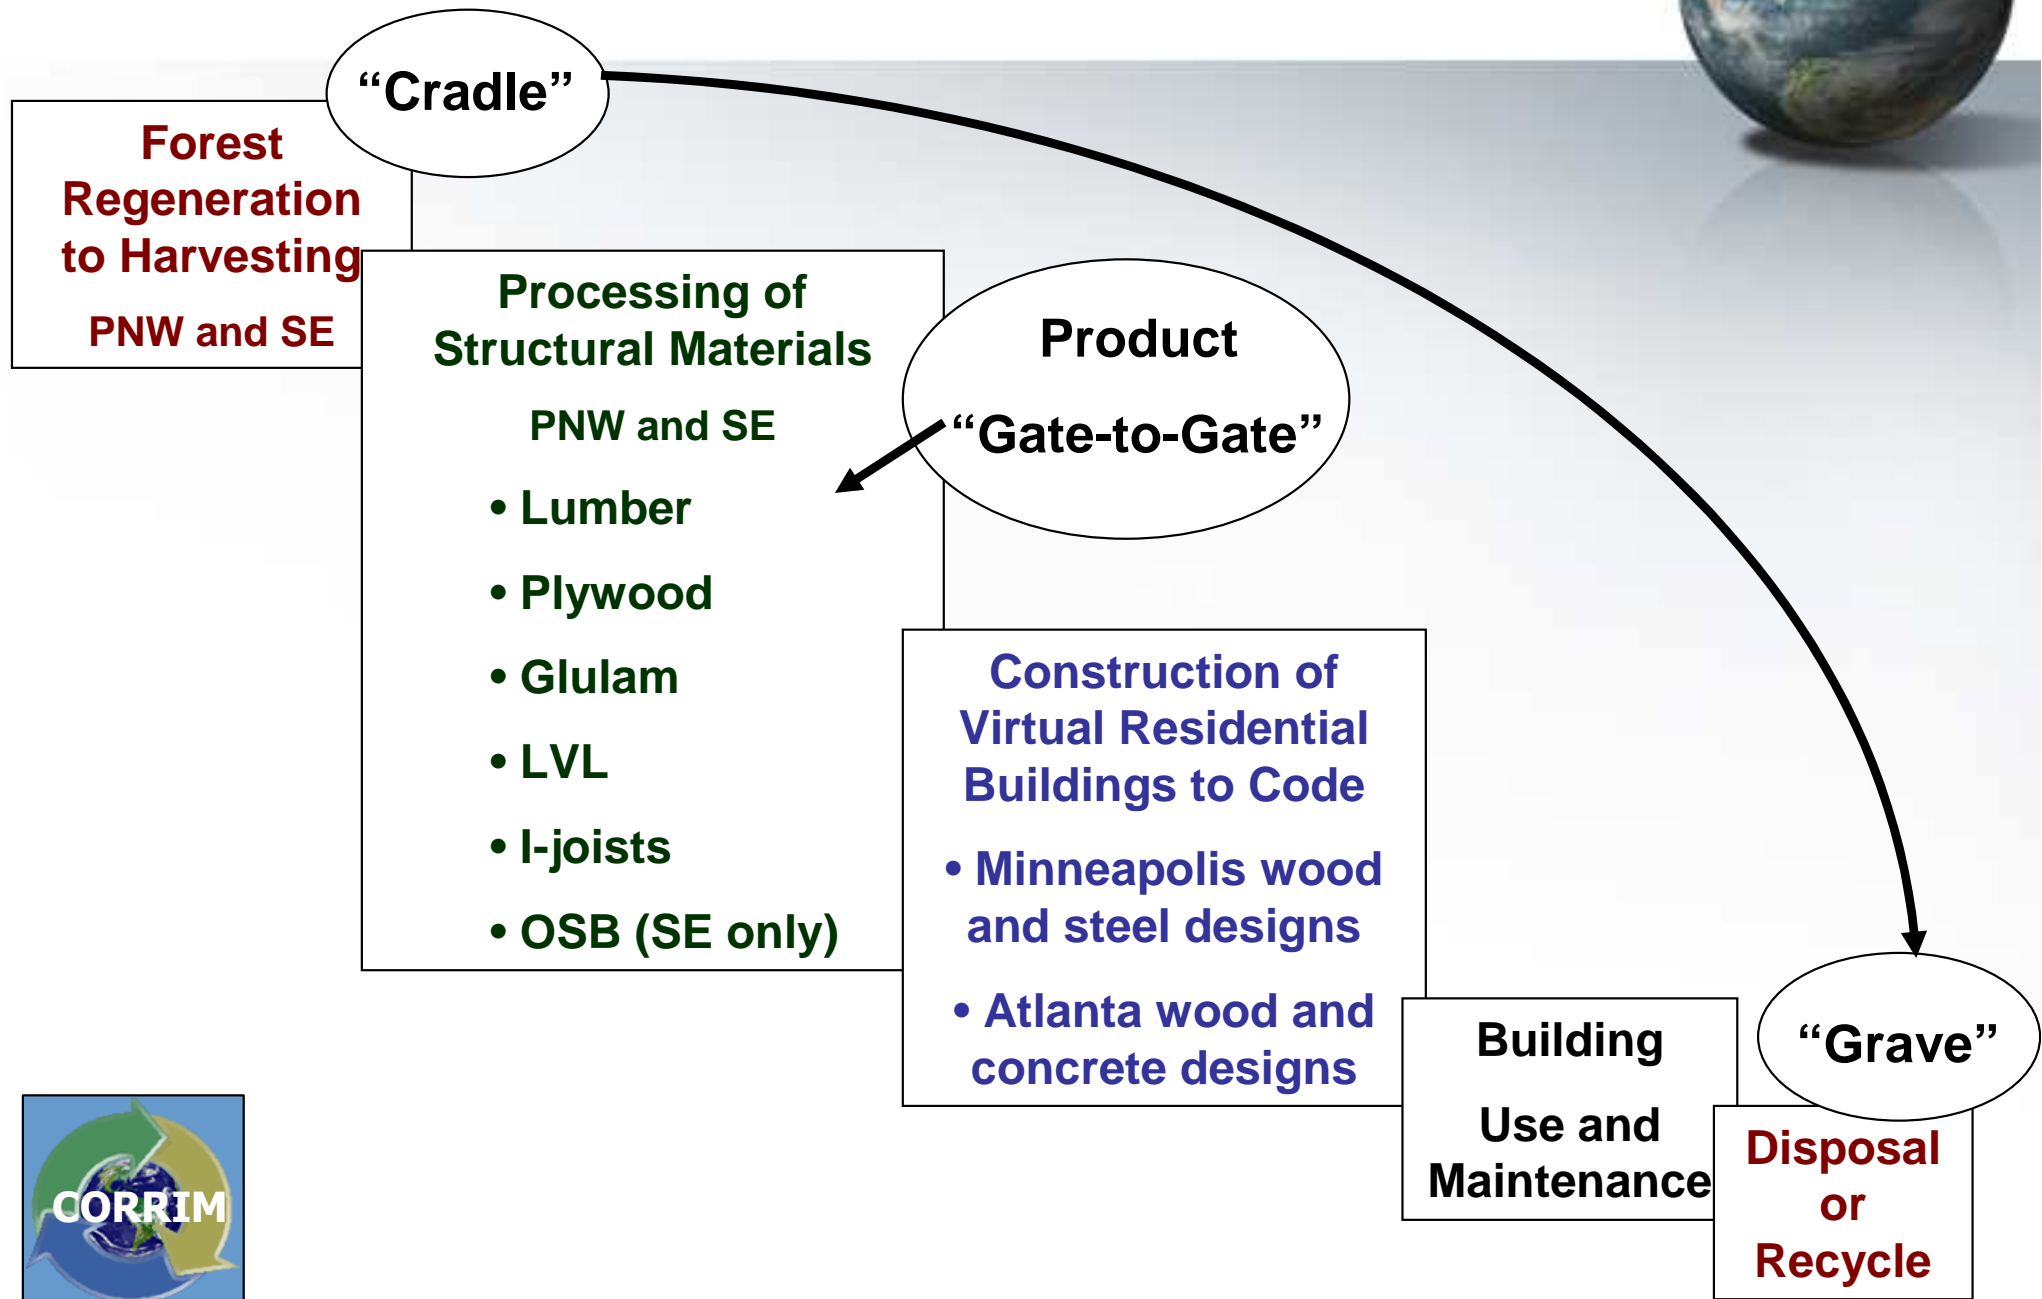 “Cradle”
Forest
Regeneration
to Harvesting
PNW and SE
Processing of
Structural Materials
PNW and SE
• Lumber
• Plywood
• Glulam
• LVL
• I-joists
• OSB (SE only)
Product
“Gate-to-Gate”
Construction of
Virtual Residential
Buildings to Code
• Minneapolis wood
and steel designs
• Atlanta wood and
concrete designs
Building
Use and
Maintenance
“Grave”
Disposal
or
Recycle
CORRIM